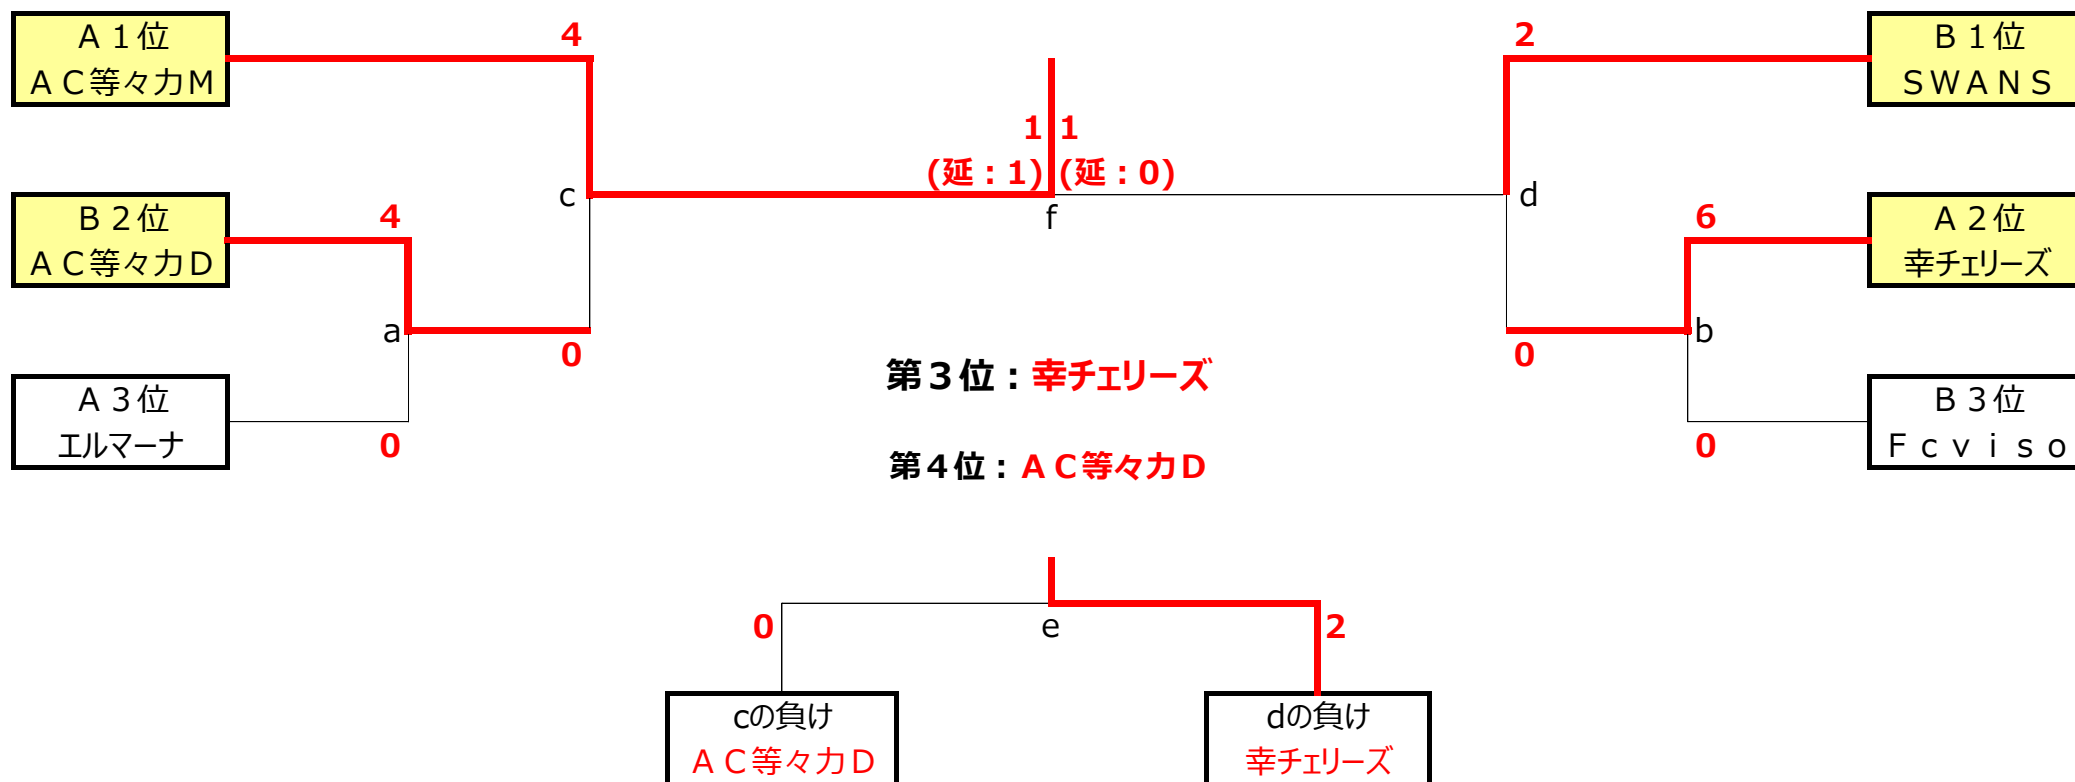 A１位
AC等々力M
4
2
B１位
SWANS
1
1
(延：1)
(延：0)
c
f
d
B２位
AC等々力D
4
6
A２位
幸チェリーズ
a
b
0
0
第３位：幸チェリーズ
A３位
エルマーナ
0
0
B３位
Fcviso
第４位：AC等々力D
0
e
2
cの負け
AC等々力D
dの負け
幸チェリーズ